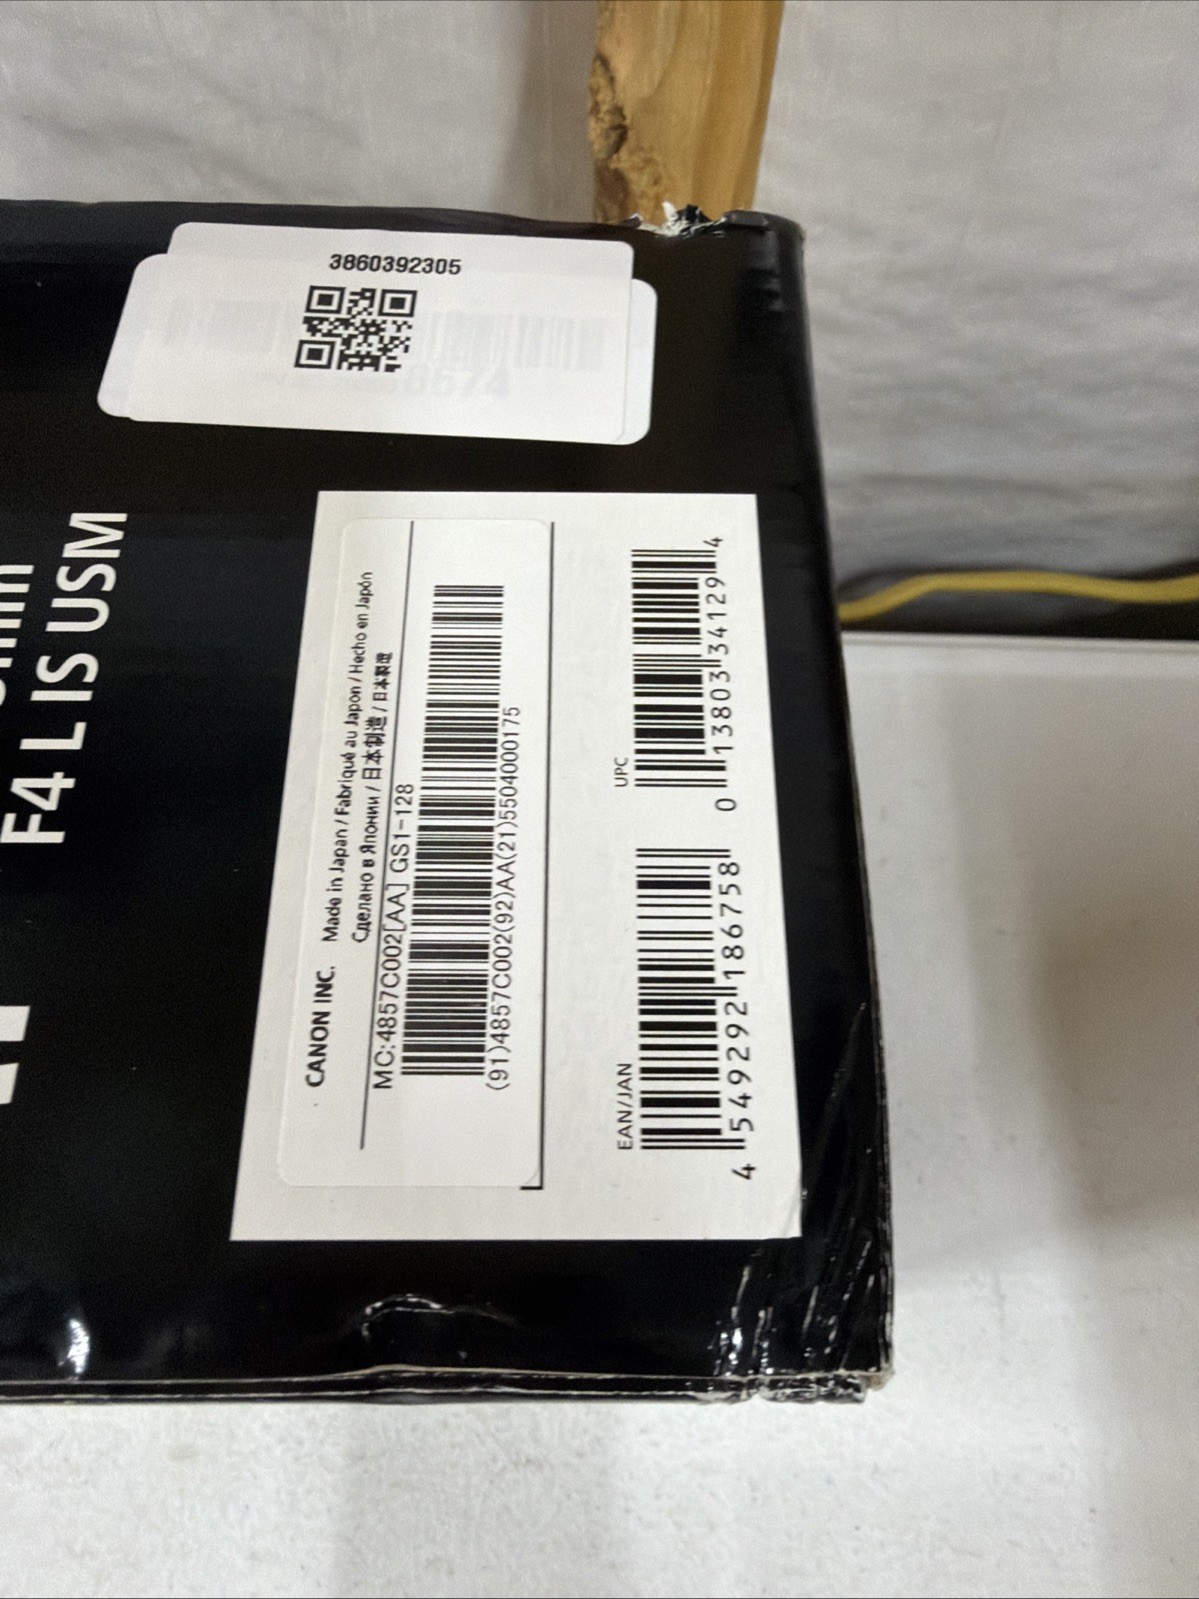 3860392305
F4 L IS USM
CANON INC. Made in Japan / Fabriqué au Japon / Hecho en Japón
Сделано в Японии / 日本制造 / 日本製造
MC:4857C002[AA] GS1-128
(91)4857C002(92)AA(21)5504000175
UPC
0 13803 34129 4
EAN/JAN
4 549292 186758